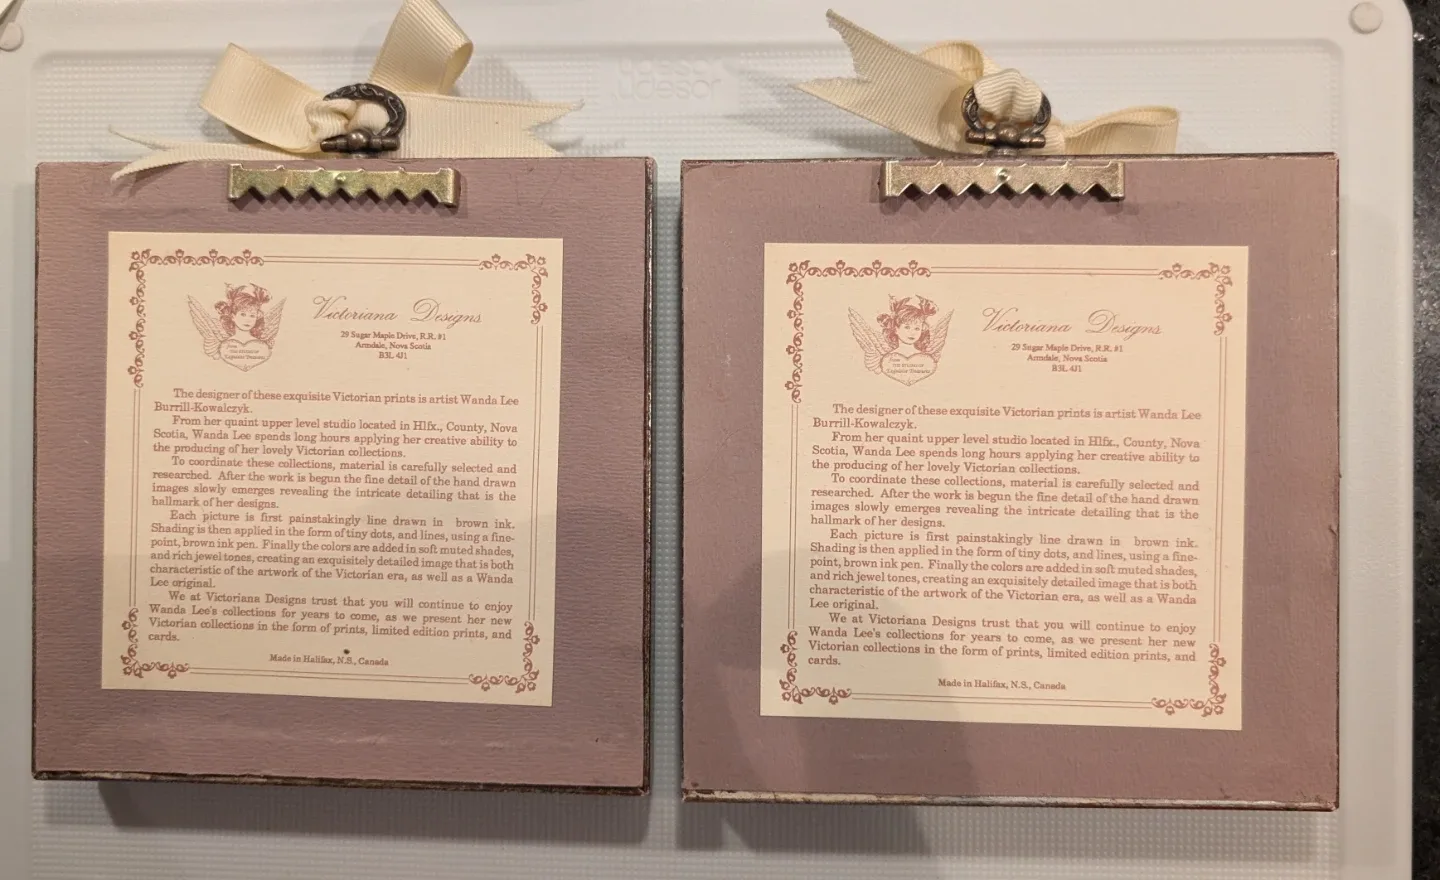 Victoriana Designs
29 Sugar Maple Drive, R.R. #1
Armdale, Nova Scotia
B3L 4J1
From
THE STUDIO OF
Exquisite Treasures
The designer of these exquisite Victorian prints is artist Wanda Lee
Burrill-Kowalczyk.
From her quaint upper level studio located in Hlfx., County, Nova
Scotia, Wanda Lee spends long hours applying her creative ability to
the producing of her lovely Victorian collections.
To coordinate these collections, material is carefully selected and
researched. After the work is begun the fine detail of the hand drawn
images slowly emerges revealing the intricate detailing that is the
hallmark of her designs.
Each picture is first painstakingly line drawn in brown ink.
Shading is then applied in the form of tiny dots, and lines, using a fine-
point, brown ink pen. Finally the colors are added in soft muted shades,
and rich jewel tones, creating an exquisitely detailed image that is both
characteristic of the artwork of the Victorian era, as well as a Wanda
Lee original.
We at Victoriana Designs trust that you will continue to enjoy
Wanda Lee's collections for years to come, as we present her new
Victorian collections in the form of prints, limited edition prints, and
cards.
Made in Halifax, N.S., Canada
Victoriana Designs
29 Sugar Maple Drive, R.R. #1
Armdale, Nova Scotia
B3L 4J1
From
THE STUDIO OF
Exquisite Treasures
The designer of these exquisite Victorian prints is artist Wanda Lee
Burrill-Kowalczyk.
From her quaint upper level studio located in Hlfx., County, Nova
Scotia, Wanda Lee spends long hours applying her creative ability to
the producing of her lovely Victorian collections.
To coordinate these collections, material is carefully selected and
researched. After the work is begun the fine detail of the hand drawn
images slowly emerges revealing the intricate detailing that is the
hallmark of her designs.
Each picture is first painstakingly line drawn in brown ink.
Shading is then applied in the form of tiny dots, and lines, using a fine-
point, brown ink pen. Finally the colors are added in soft muted shades,
and rich jewel tones, creating an exquisitely detailed image that is both
characteristic of the artwork of the Victorian era, as well as a Wanda
Lee original.
We at Victoriana Designs trust that you will continue to enjoy
Wanda Lee's collections for years to come, as we present her new
Victorian collections in the form of prints, limited edition prints, and
cards.
Made in Halifax, N.S., Canada